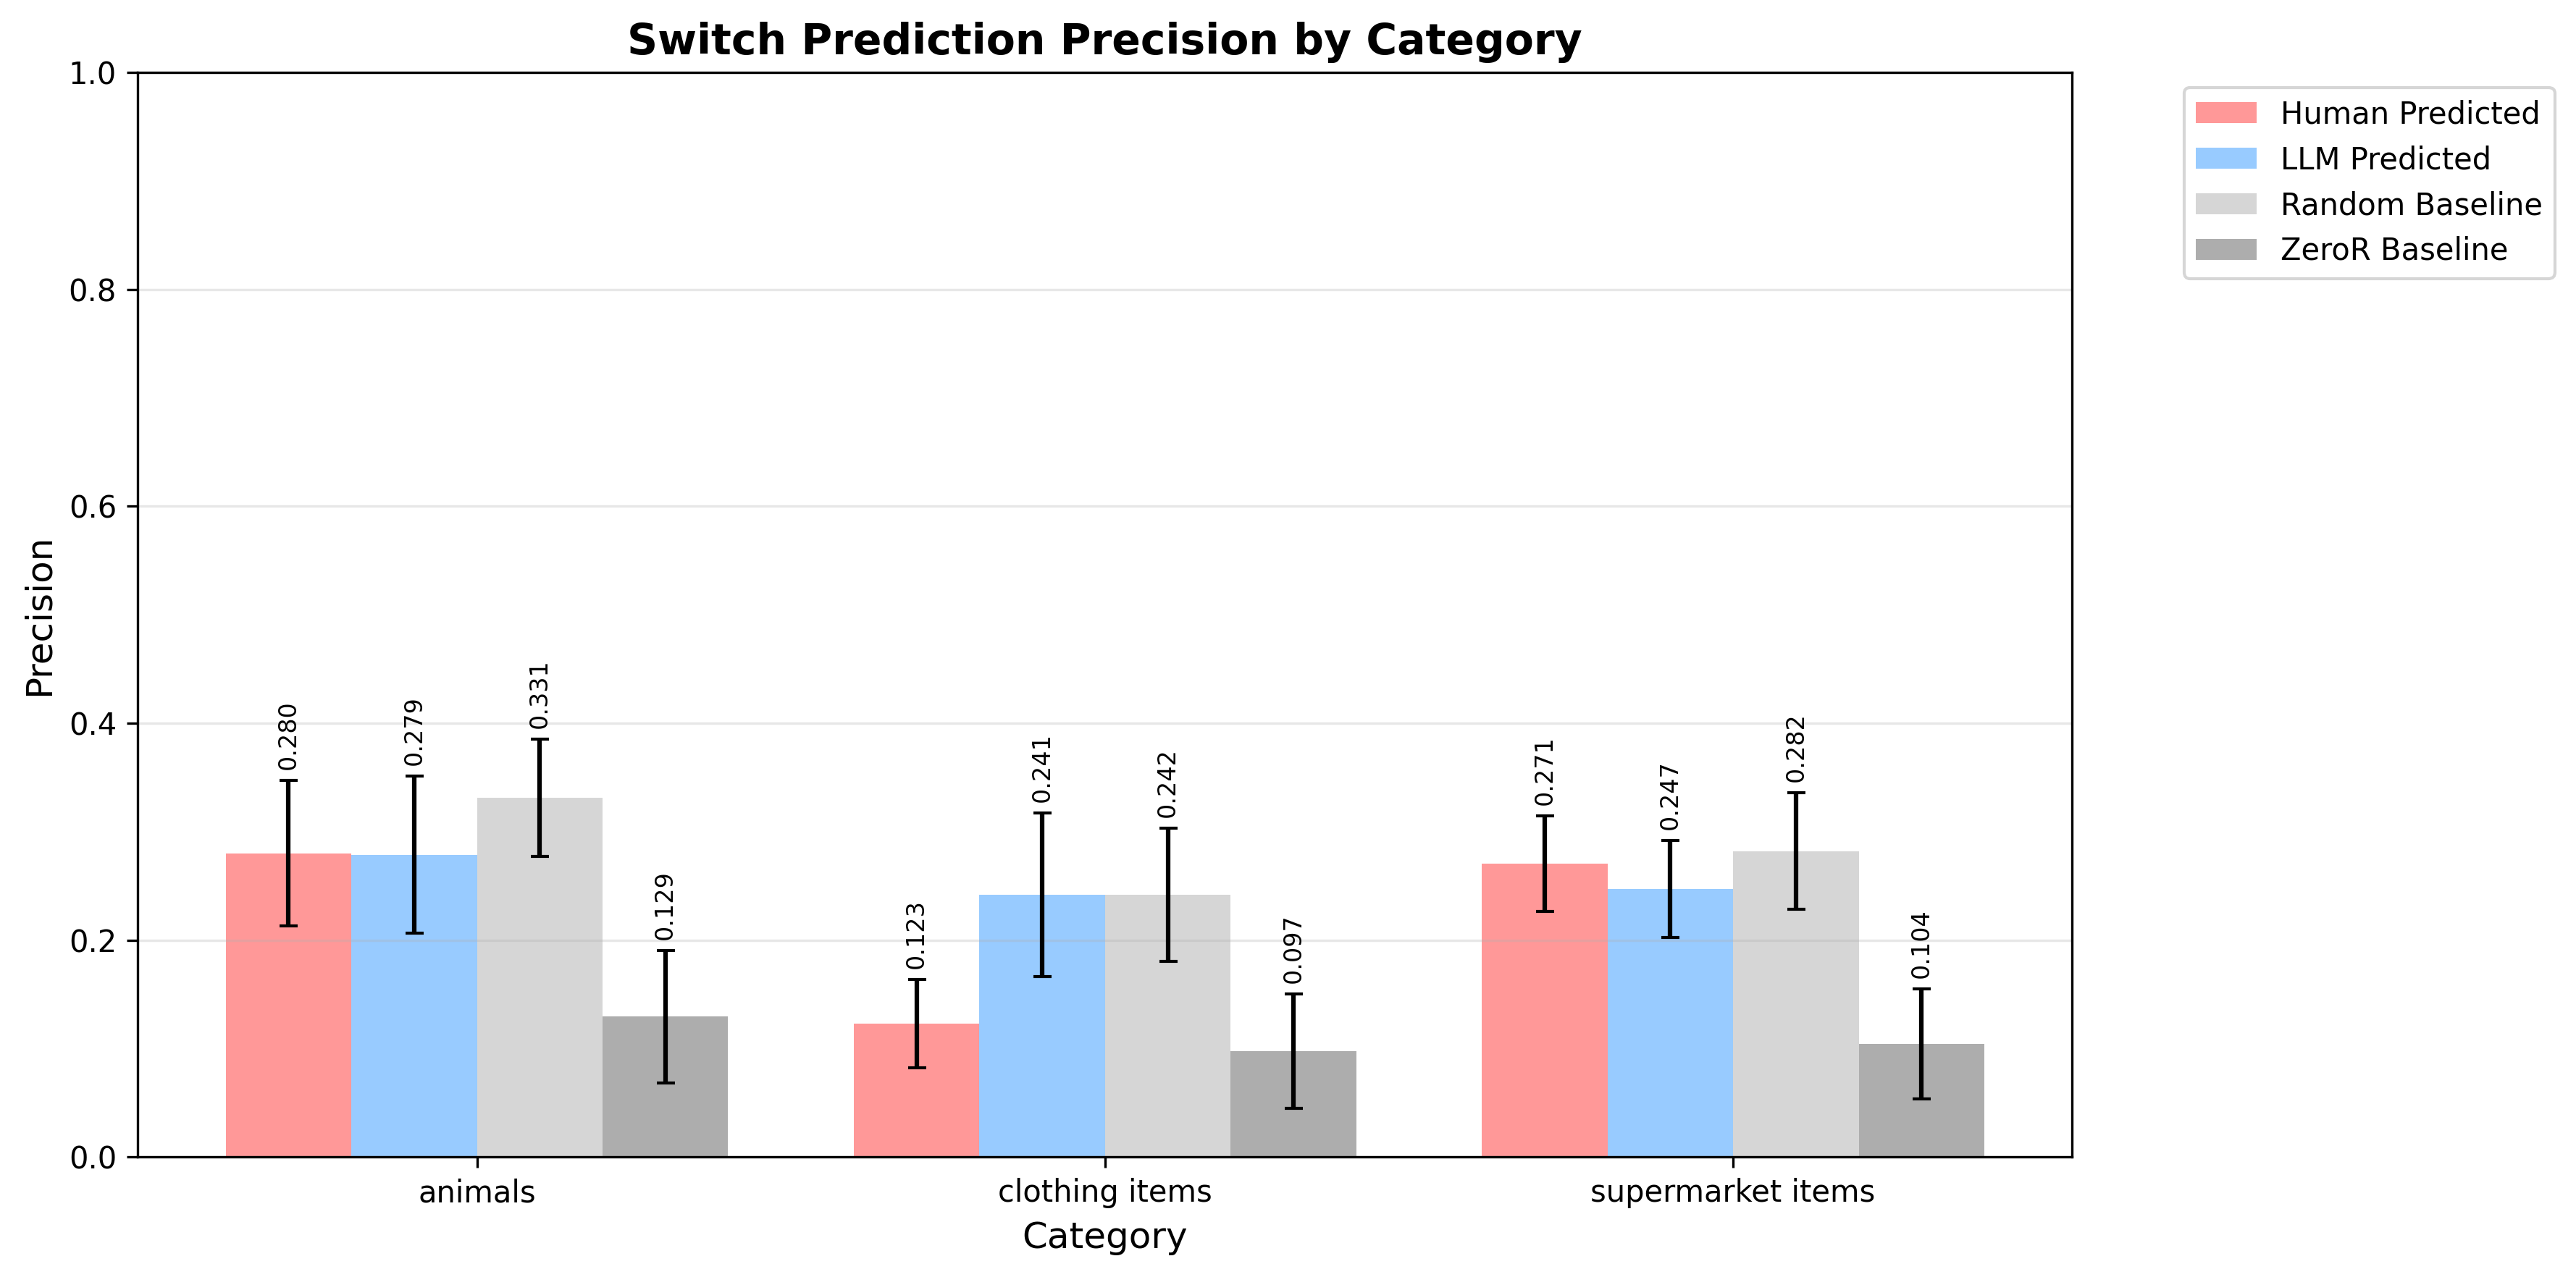 Switch Prediction Precision by Category
1.0
0.8
0.6
0.4
0.2
0.0
Precision
0.280
0.279
0.331
0.129
0.123
0.241
0.242
0.097
0.271
0.247
0.282
0.104
animals
clothing items
supermarket items
Category
Human Predicted
LLM Predicted
Random Baseline
ZeroR Baseline